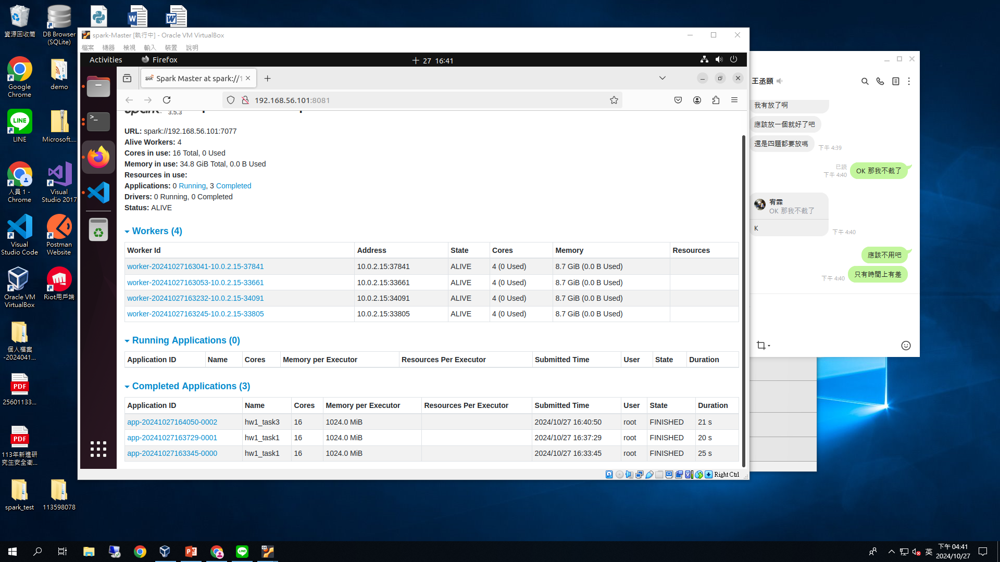 資源回收筒
DB Browser
(SQLite)
Google
Chrome
demo
LINE
Microsoft....
人員 1 -
Chrome
Visual
Studio 2017
Visual
Studio Code
Postman
Website
Oracle VM
VirtualBox
Riot用戶端
個人檔案
-2024041...
PDF
25601133...
PDF
113年新進研
究生安全衛...
spark_test
113598078
spark-Master [執行中] - Oracle VM VirtualBox
檔案 機器 檢視 輸入 裝置 說明
Activities Firefox 27 16:41
Spark Master at spark://1
192.168.56.101:8081
3.5.3
URL: spark://192.168.56.101:7077
Alive Workers: 4
Cores in use: 16 Total, 0 Used
Memory in use: 34.8 GiB Total, 0.0 B Used
Resources in use:
Applications: 0 Running, 3 Completed
Drivers: 0 Running, 0 Completed
Status: ALIVE
Workers (4)
Worker Id Address State Cores Memory Resources
worker-20241027163041-10.0.2.15-37841 10.0.2.15:37841 ALIVE 4 (0 Used) 8.7 GiB (0.0 B Used)
worker-20241027163053-10.0.2.15-33661 10.0.2.15:33661 ALIVE 4 (0 Used) 8.7 GiB (0.0 B Used)
worker-20241027163232-10.0.2.15-34091 10.0.2.15:34091 ALIVE 4 (0 Used) 8.7 GiB (0.0 B Used)
worker-20241027163245-10.0.2.15-33805 10.0.2.15:33805 ALIVE 4 (0 Used) 8.7 GiB (0.0 B Used)
Running Applications (0)
Application ID Name Cores Memory per Executor Resources Per Executor Submitted Time User State Duration
Completed Applications (3)
Application ID Name Cores Memory per Executor Resources Per Executor Submitted Time User State Duration
app-20241027164050-0002 hw1_task3 16 1024.0 MiB 2024/10/27 16:40:50 root FINISHED 21 s
app-20241027163729-0001 hw1_task1 16 1024.0 MiB 2024/10/27 16:37:29 root FINISHED 20 s
app-20241027163345-0000 hw1_task1 16 1024.0 MiB 2024/10/27 16:33:45 root FINISHED 25 s
Right Ctrl
王丞頤
我有放了啊
應該放一個就好了吧
還是四題都要放嗎
下午 4:39
已讀
下午 4:40
OK 那我不截了
宥霖
OK 那我不截了
K
下午 4:40
應該不用吧
下午 4:40
只有時間上有差
英
下午 04:41
2024/10/27